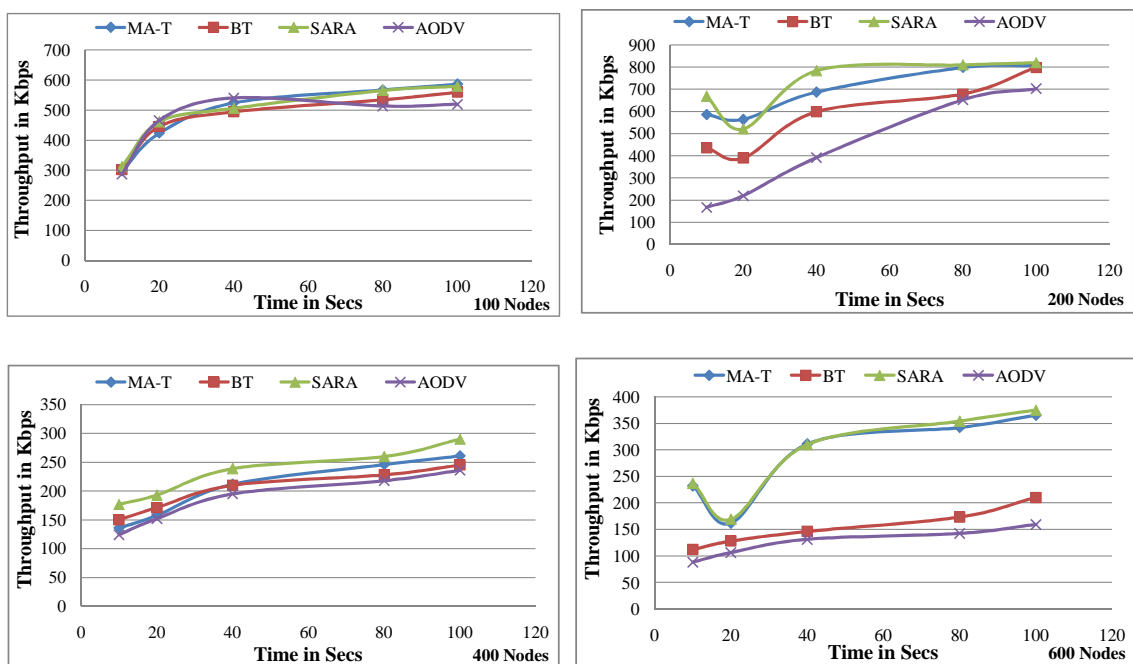 MA-T BT SARA AODV
Throughput in Kbps
700
600
500
400
300
200
100
0
0 20 40 60 80 100 120
Time in Secs
100 Nodes
MA-T BT SARA AODV
Throughput in Kbps
900
800
700
600
500
400
300
200
100
0
0 20 40 60 80 100 120
Time in Secs
200 Nodes
MA-T BT SARA AODV
Throughput in Kbps
350
300
250
200
150
100
50
0
0 20 40 60 80 100 120
Time in Secs
400 Nodes
MA-T BT SARA AODV
Throughput in Kbps
400
350
300
250
200
150
100
50
0
0 20 40 60 80 100 120
Time in Secs
600 Nodes